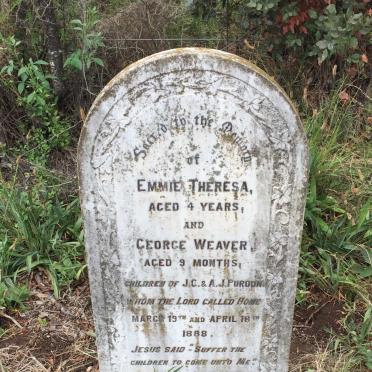 Sacred to the Memory
of
EMMIE THERESA,
AGED 4 YEARS,
AND
GEORGE WEAVER,
AGED 9 MONTHS,
CHILDREN OF J.C. & A.J. PURDON
WHOM THE LORD CALLED HOME
MARCH 19TH AND APRIL 18TH
1888
JESUS SAID "SUFFER THE
CHILDREN TO COME UNTO ME"